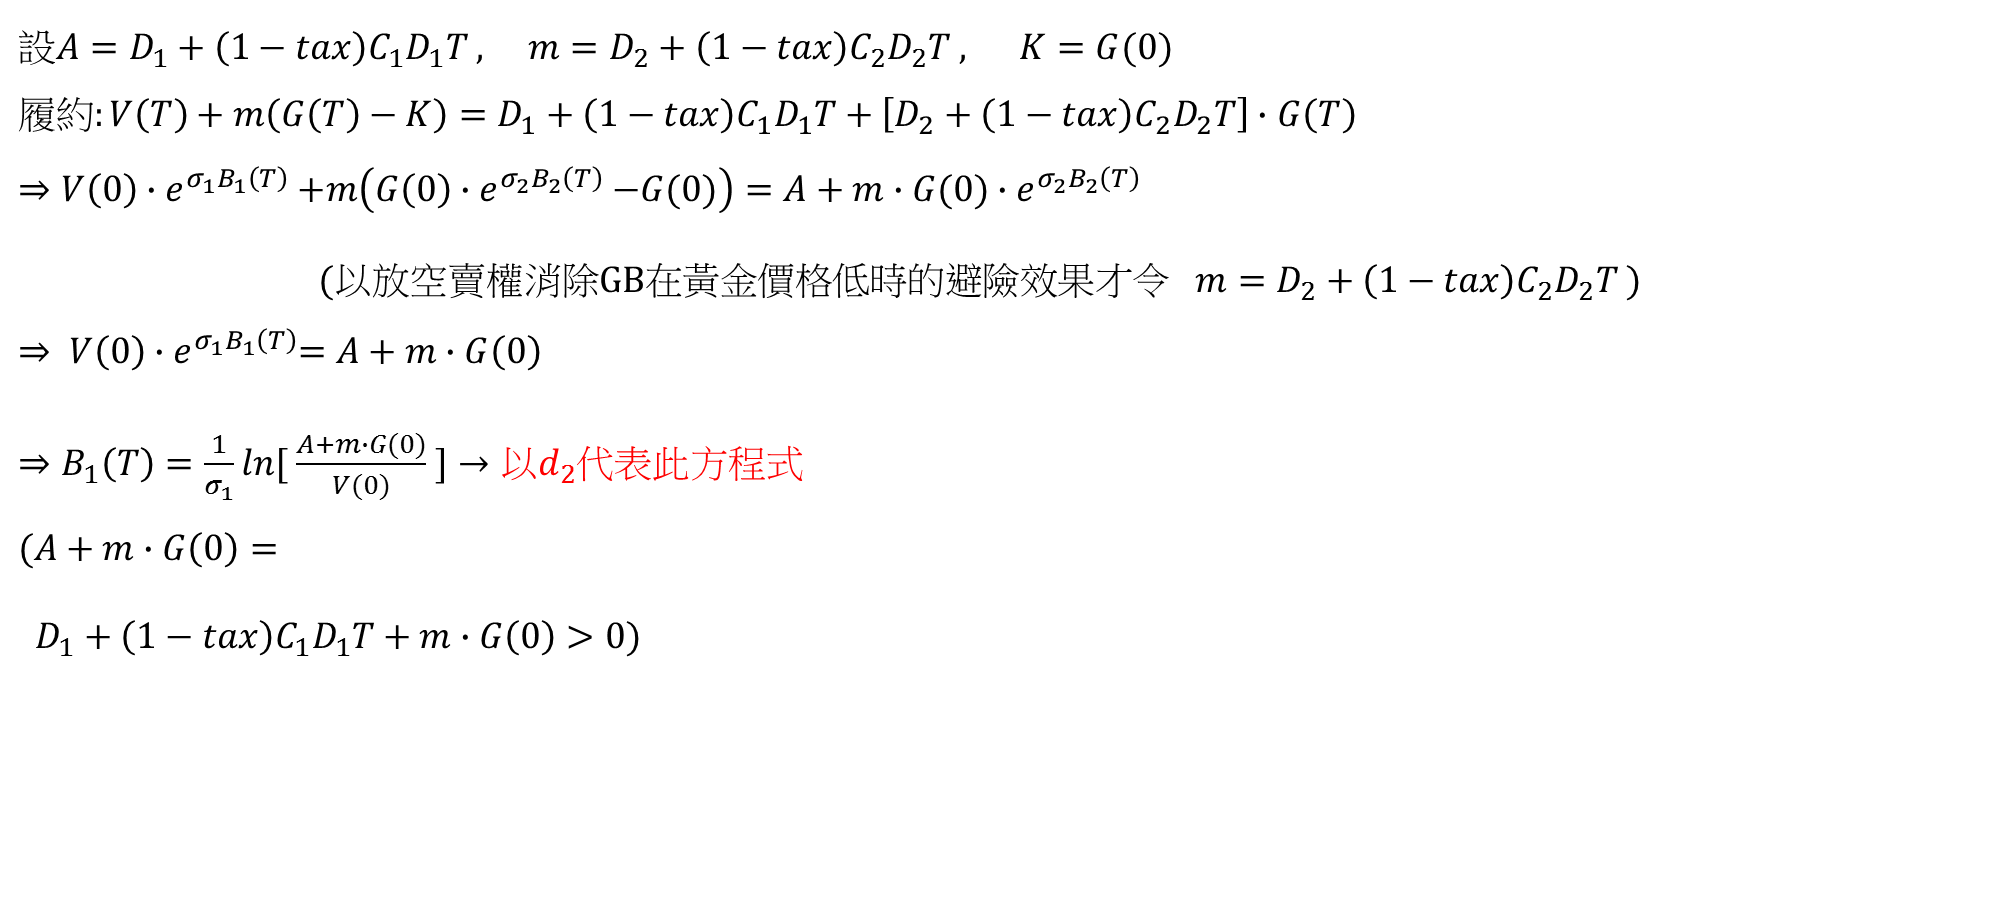 設A = D₁ + (1 − tax)C₁D₁T , m = D₂ + (1 − tax)C₂D₂T , K = G(0)
履約: V(T) + m(G(T) − K) = D₁ + (1 − tax)C₁D₁T + [D₂ + (1 − tax)C₂D₂T] · G(T)
⇒ V(0) · e^{σ₁B₁(T)} +m(G(0) · e^{σ₂B₂(T)} −G(0)) = A + m · G(0) · e^{σ₂B₂(T)}
(以放空賣權消除GB在黃金價格低時的避險效果才令 m = D₂ + (1 − tax)C₂D₂T )
⇒ V(0) · e^{σ₁B₁(T)}= A + m · G(0)
⇒ B₁(T) = \frac{1}{σ₁} ln[ \frac{A+m·G(0)}{V(0)} ] → 以d₂代表此方程式
(A + m · G(0) =
D₁ + (1 − tax)C₁D₁T + m · G(0) > 0)